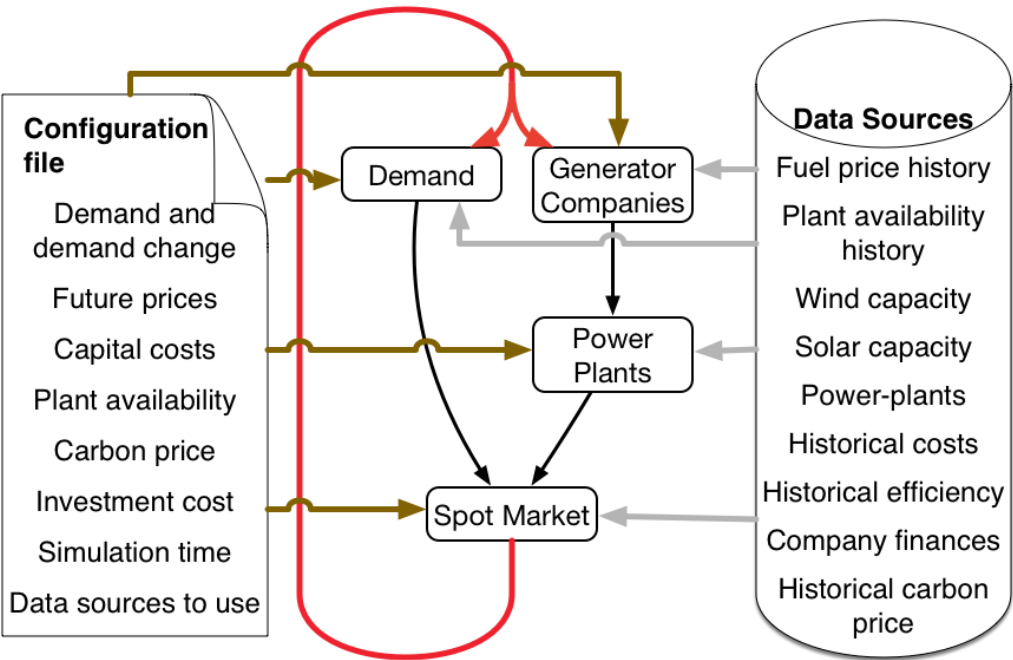 Configuration
file
Demand and
demand change
Future prices
Capital costs
Plant availability
Carbon price
Investment cost
Simulation time
Data sources to use
Demand
Generator
Companies
Power
Plants
Spot Market
Data Sources
Fuel price history
Plant availability
history
Wind capacity
Solar capacity
Power-plants
Historical costs
Historical efficiency
Company finances
Historical carbon
price